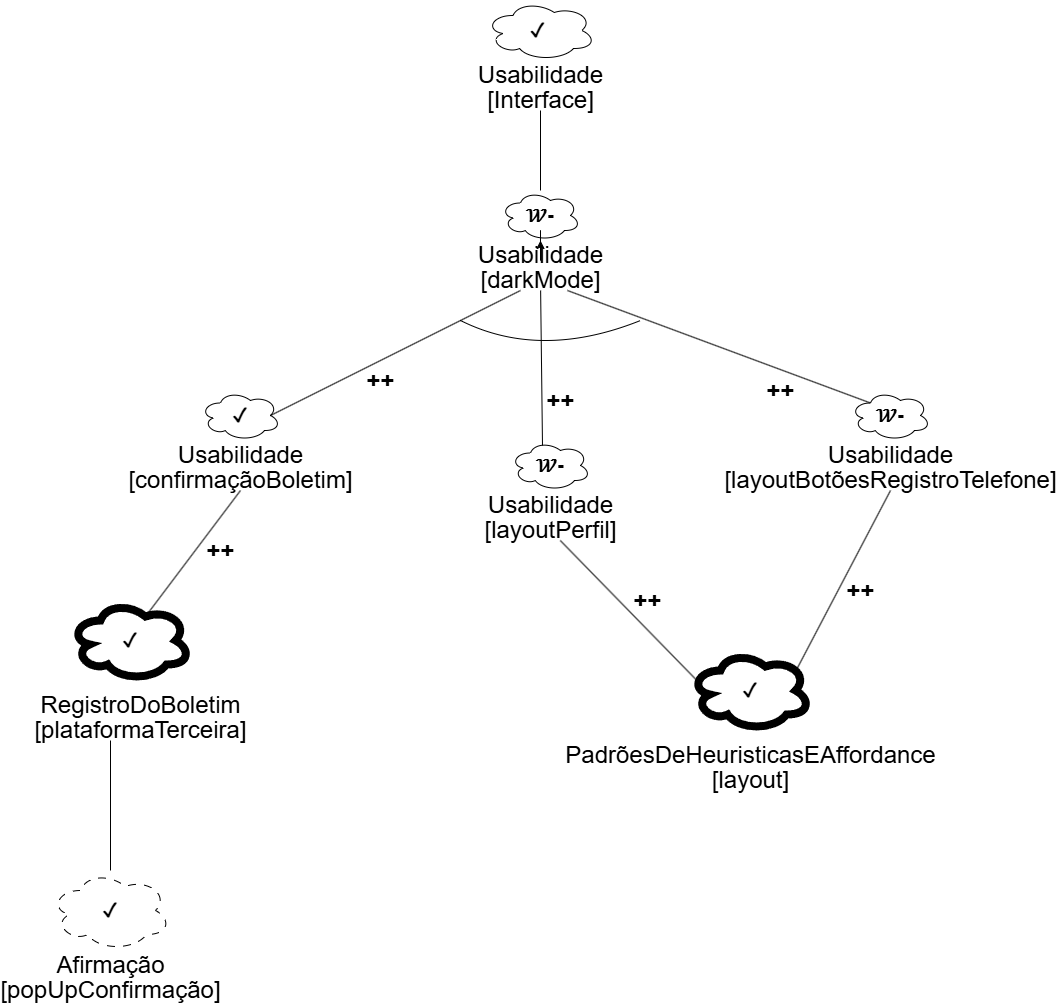 ✓
Usabilidade
[Interface]
𝓦-
Usabilidade
[darkMode]
++
++
++
✓
Usabilidade
[confirmaçãoBoletim]
𝓦-
Usabilidade
[layoutBotõesRegistroTelefone]
𝓦-
Usabilidade
[layoutPerfil]
++
++
++
✓
RegistroDoBoletim
[plataformaTerceira]
✓
PadrõesDeHeuristicasEAffordance
[layout]
✓
Afirmação
[popUpConfirmação]